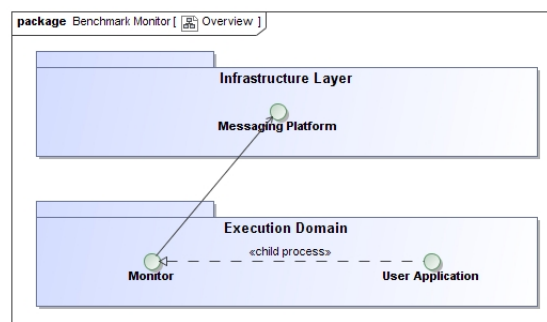 package Benchmark Monitor [ Overview ]
Infrastructure Layer
Messaging Platform
Execution Domain
«child process»
Monitor
User Application